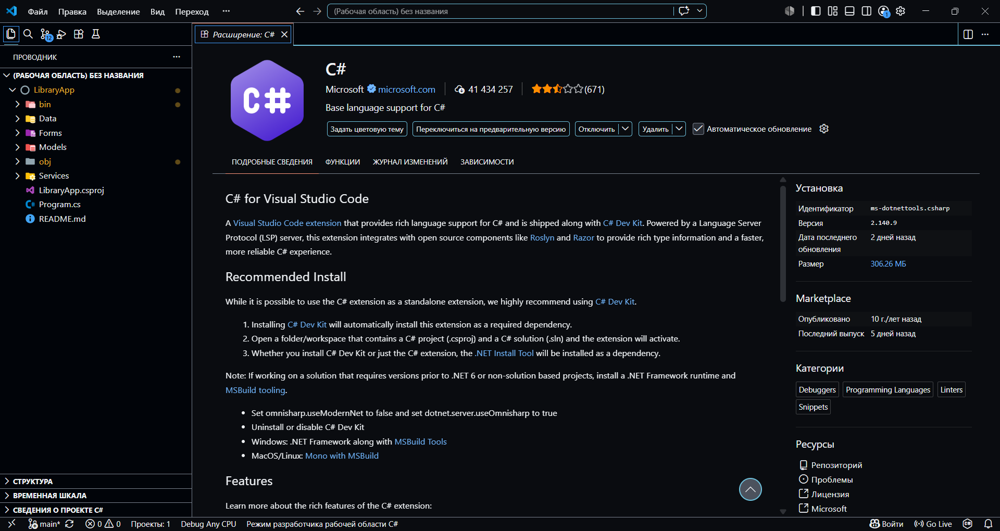 Файл Правка Выделение Вид Переход ··· (Рабочая область) без названия 1
12
Расширение: C#
ПРОВОДНИК
(РАБОЧАЯ ОБЛАСТЬ) БЕЗ НАЗВАНИЯ
LibraryApp
bin
Data
Forms
Models
obj
Services
LibraryApp.csproj
C# Program.cs
README.md
СТРУКТУРА
ВРЕМЕННАЯ ШКАЛА
СВЕДЕНИЯ О ПРОЕКТЕ C#
C#
C#
Microsoft microsoft.com 41 434 257 (671)
Base language support for C#
Задать цветовую тему Переключиться на предварительную версию Отключить Удалить Автоматическое обновление
ПОДРОБНЫЕ СВЕДЕНИЯ ФУНКЦИИ ЖУРНАЛ ИЗМЕНЕНИЙ ЗАВИСИМОСТИ
C# for Visual Studio Code
A Visual Studio Code extension that provides rich language support for C# and is shipped along with C# Dev Kit. Powered by a Language Server
Protocol (LSP) server, this extension integrates with open source components like Roslyn and Razor to provide rich type information and a faster,
more reliable C# experience.
Recommended Install
While it is possible to use the C# extension as a standalone extension, we highly recommend using C# Dev Kit.
1. Installing C# Dev Kit will automatically install this extension as a required dependency.
2. Open a folder/workspace that contains a C# project (.csproj) and a C# solution (.sln) and the extension will activate.
3. Whether you install C# Dev Kit or just the C# extension, the .NET Install Tool will be installed as a dependency.
Note: If working on a solution that requires versions prior to .NET 6 or non-solution based projects, install a .NET Framework runtime and
MSBuild tooling.
• Set omnisharp.useModernNet to false and set dotnet.server.useOmnisharp to true
• Uninstall or disable C# Dev Kit
• Windows: .NET Framework along with MSBuild Tools
• MacOS/Linux: Mono with MSBuild
Features
Learn more about the rich features of the C# extension:
Установка
Идентификатор ms-dotnettools.csharp
Версия 2.140.9
Дата последнего 2 дней назад
обновления
Размер 306.26 МБ
Marketplace
Опубликовано 10 г./лет назад
Последний выпуск 5 дней назад
Категории
Debuggers Programming Languages Linters
Snippets
Ресурсы
Репозиторий
Проблемы
Лицензия
Microsoft
main* 0 0 Проекты: 1 Debug Any CPU Режим разработчика рабочей области C# Войти Go Live